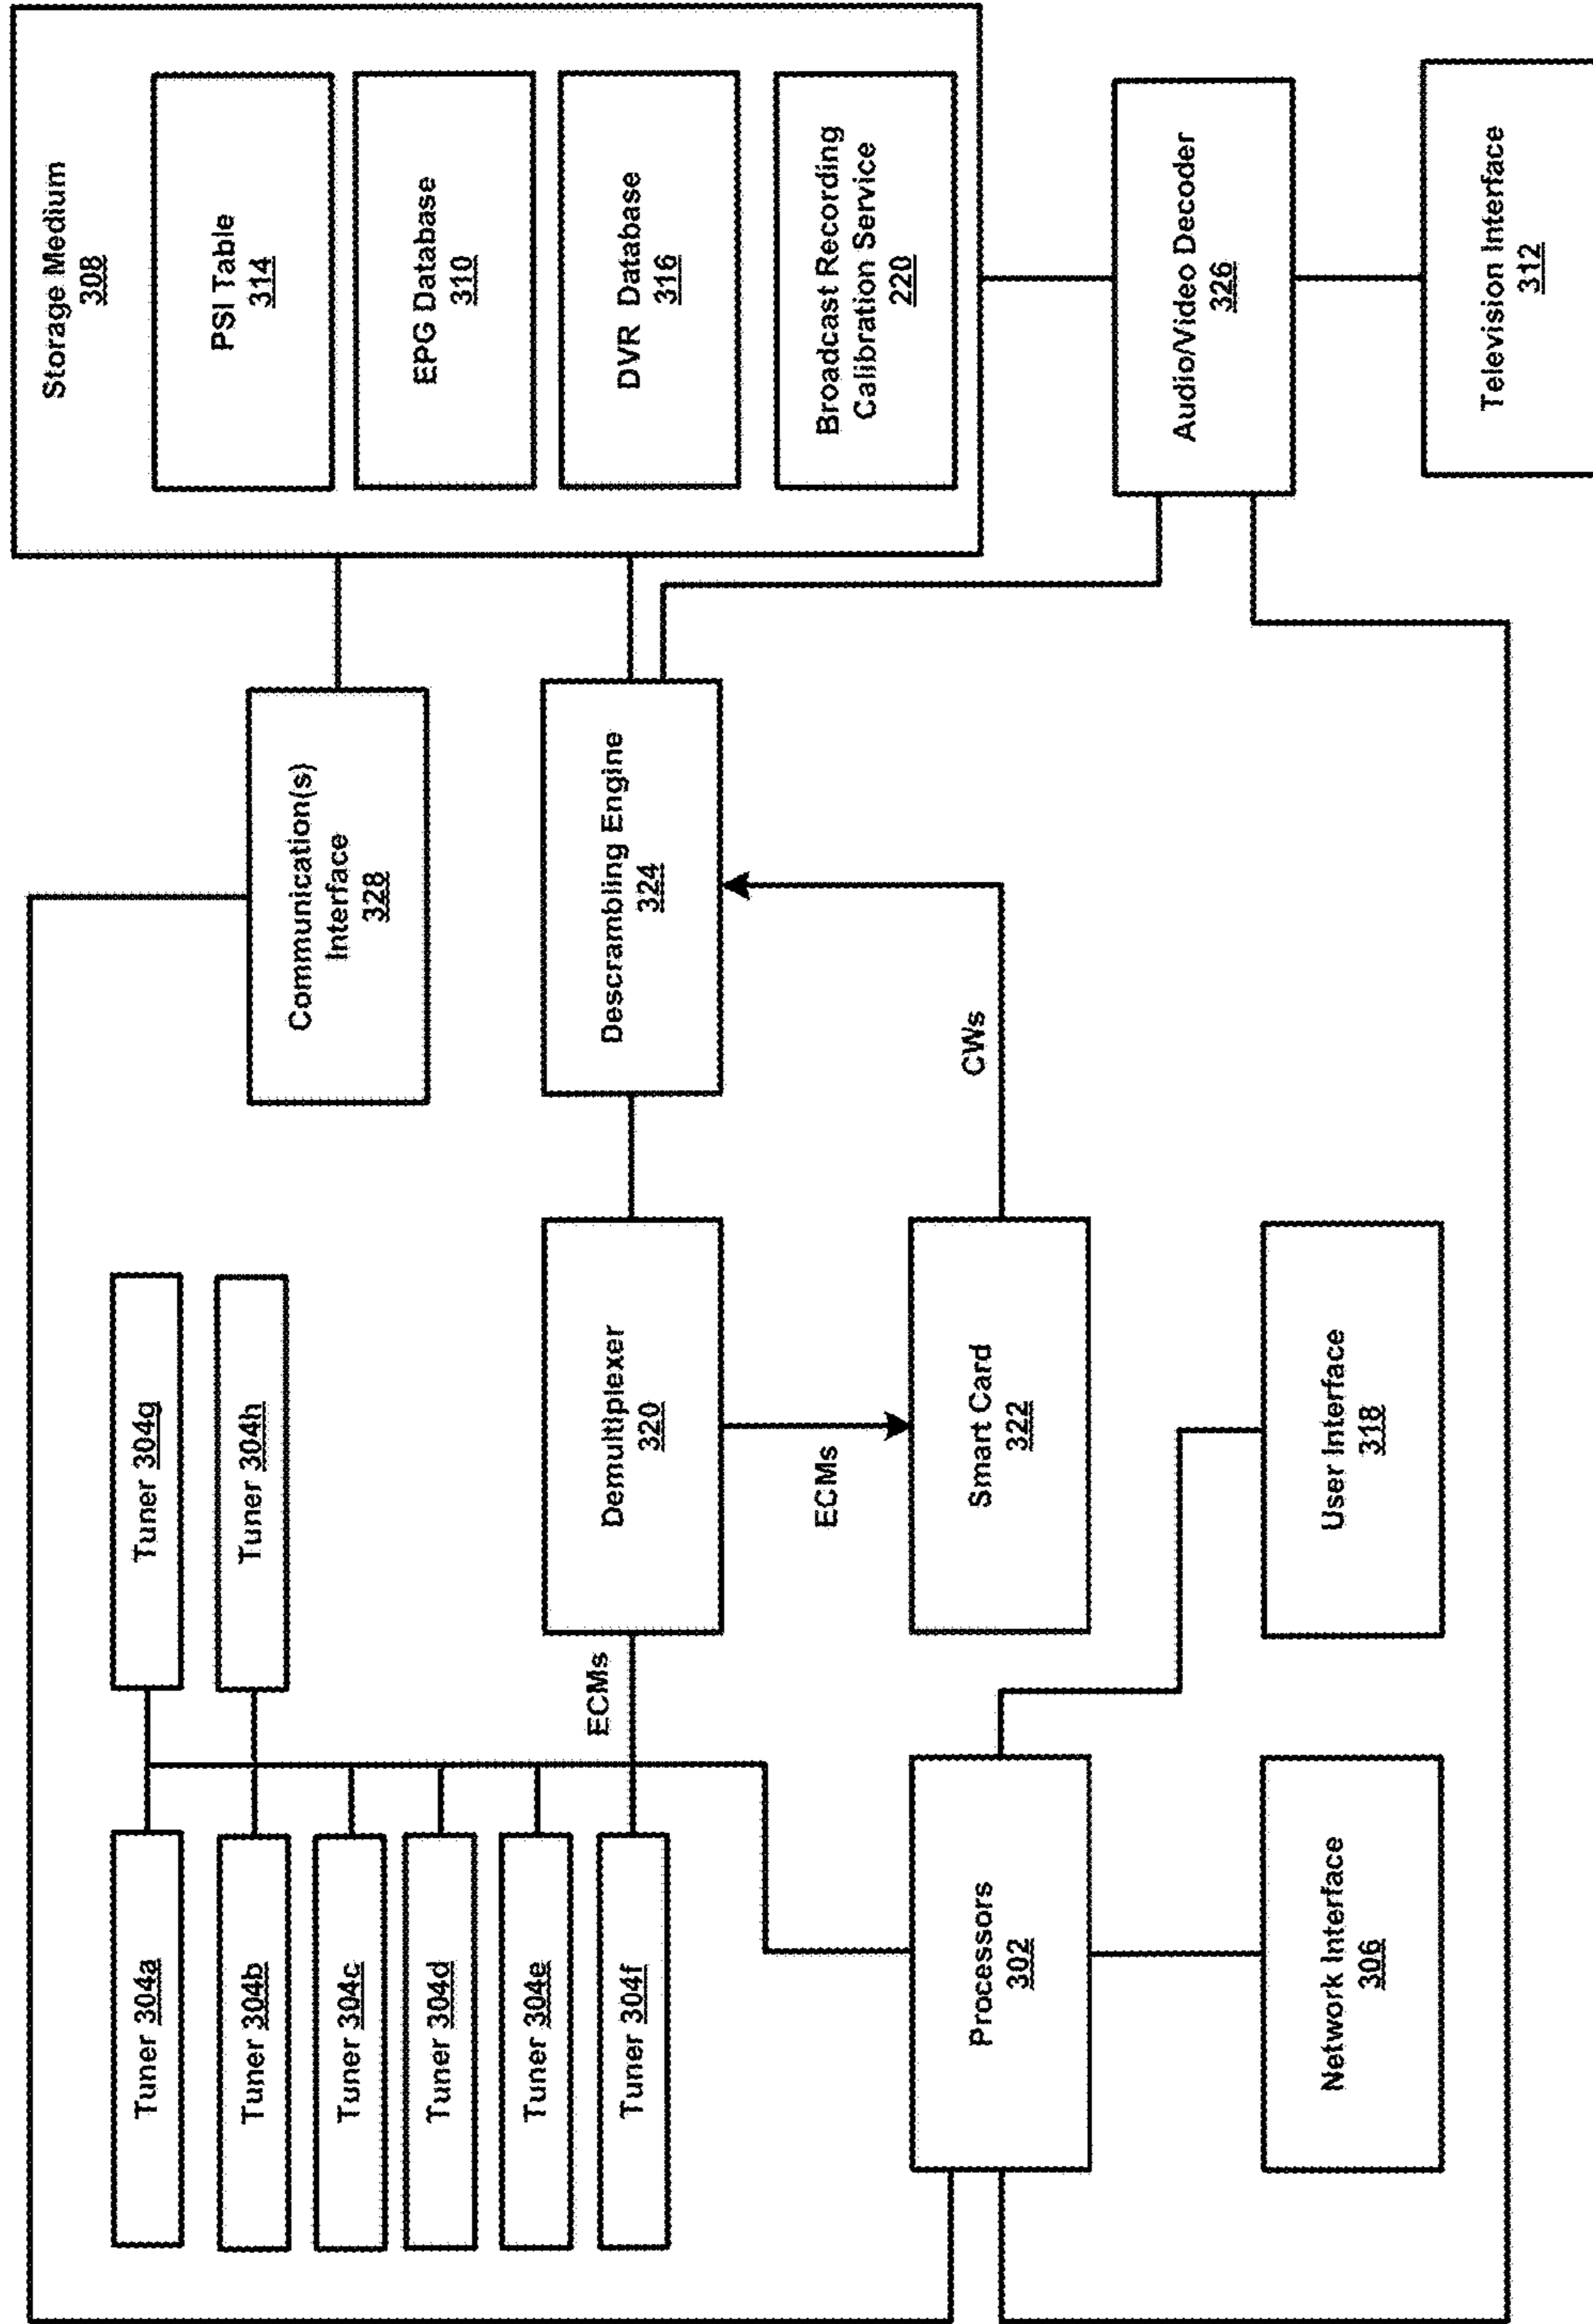 Tuner 304a
Tuner 304b
Tuner 304c
Tuner 304d
Tuner 304e
Tuner 304f
Tuner 304g
Tuner 304h
ECMs
Processors
302
Network Interface
306
User Interface
318
Demultiplexer
320
ECMs
Smart Card
322
CWs
Communication(s)
Interface
328
Descrambling Engine
324
Storage Medium
308
PSI Table
314
EPG Database
310
DVR Database
316
Broadcast Recording
Calibration Service
220
Audio/Video Decoder
326
Television Interface
312